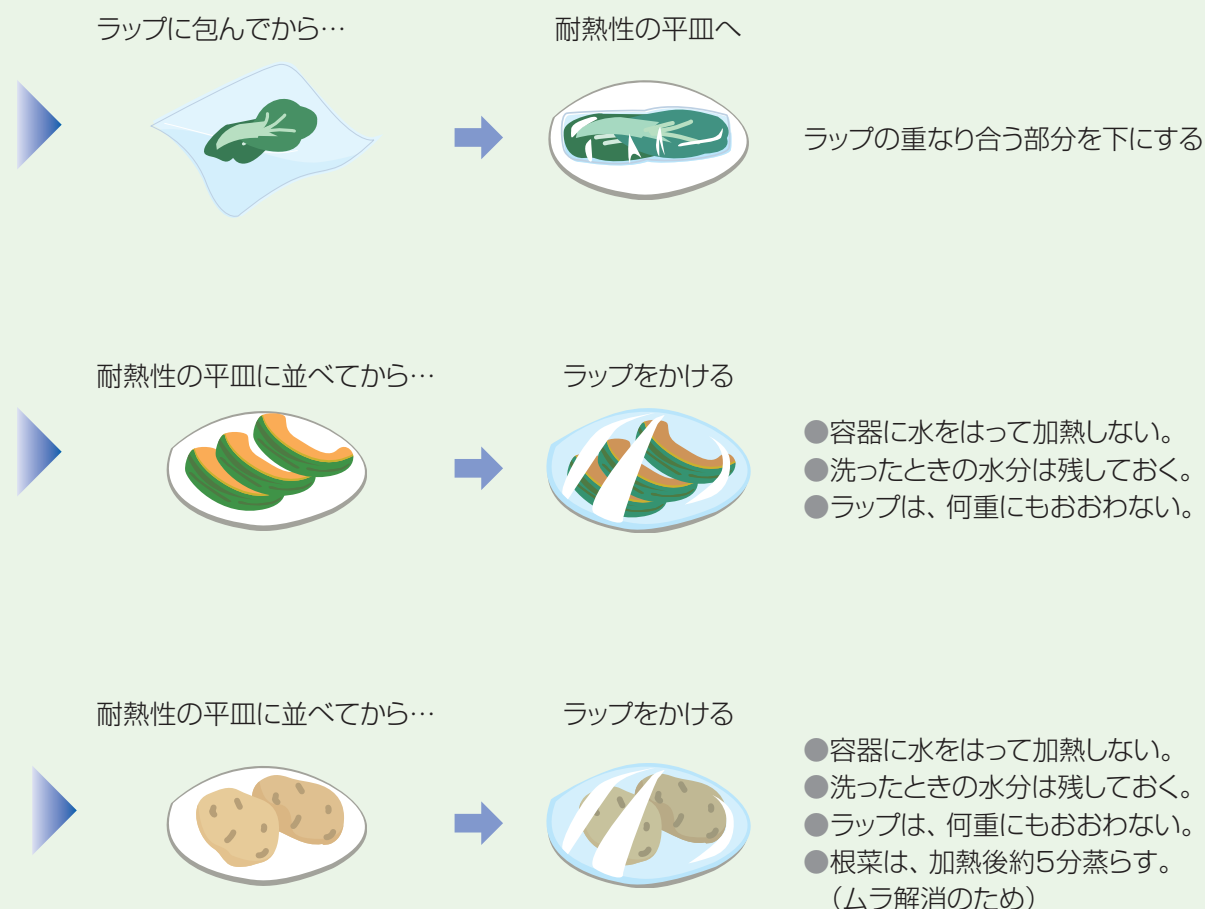 ラップに包んでから…
耐熱性の平皿へ
ラップの重なり合う部分を下にする
耐熱性の平皿に並べてから…
ラップをかける
●容器に水をはって加熱しない。
●洗ったときの水分は残しておく。
●ラップは、何重にもおおわない。
耐熱性の平皿に並べてから…
ラップをかける
●容器に水をはって加熱しない。
●洗ったときの水分は残しておく。
●ラップは、何重にもおおわない。
●根菜は、加熱後約5分蒸らす。
（ムラ解消のため）